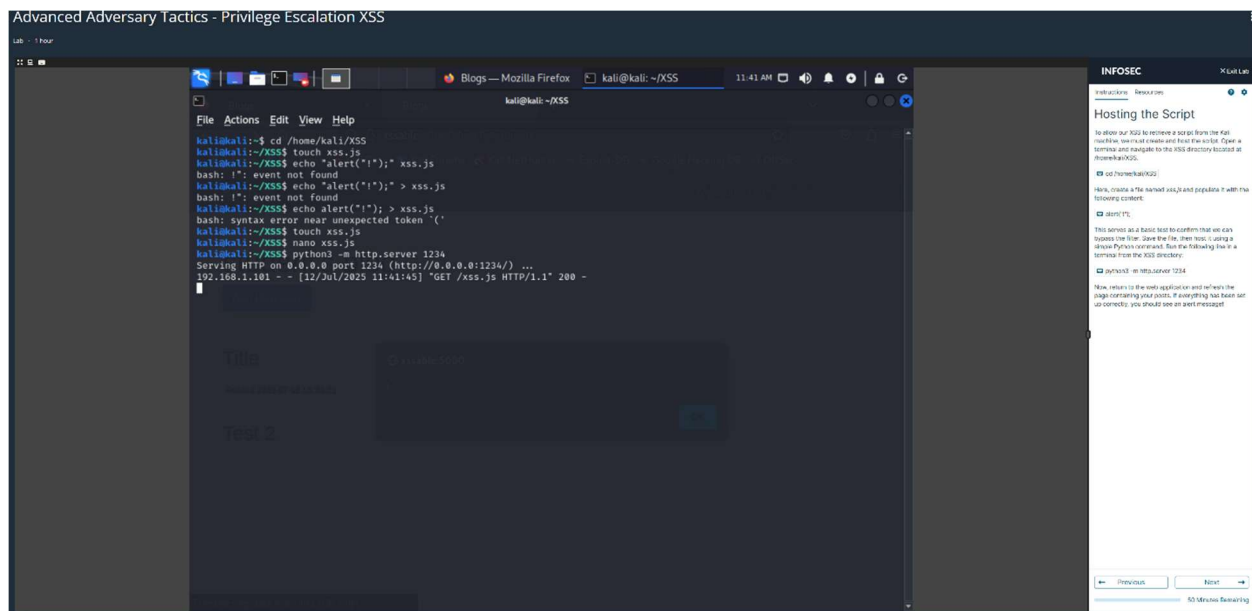 Advanced Adversary Tactics - Privilege Escalation XSS
Lab - 1 hour
Blogs — Mozilla Firefox
kali@kali: ~/XSS
11:41 AM
kali@kali: ~/XSS
File Actions Edit View Help
kali@kali:~$ cd /home/kali/XSS
kali@kali:~/XSS$ touch xss.js
kali@kali:~/XSS$ echo "alert("!");" xss.js
bash: !": event not found
kali@kali:~/XSS$ echo "alert("!");" > xss.js
bash: !": event not found
kali@kali:~/XSS$ echo alert("!"); > xss.js
bash: syntax error near unexpected token `('
kali@kali:~/XSS$ touch xss.js
kali@kali:~/XSS$ nano xss.js
kali@kali:~/XSS$ python3 -m http.server 1234
Serving HTTP on 0.0.0.0 port 1234 (http://0.0.0.0:1234/) ...
192.168.1.101 - - [12/Jul/2025 11:41:45] "GET /xss.js HTTP/1.1" 200 -
Title
Test 2
OK
INFOSEC
Exit Lab
Instructions Resources
Hosting the Script
To allow our XSS to retrieve a script from the Kali
machine, we must create and host the script. Open a
terminal and navigate to the XSS directory located at
/home/kali/XSS.
cd /home/kali/XSS
Here, create a file named xss.js and populate it with the
following content:
alert("!");
This serves as a basic test to confirm that we can
bypass the filter. Save the file, then host it using a
simple Python command. Run the following line in a
terminal from the XSS directory:
python3 -m http.server 1234
Now, return to the web application and refresh the
page containing your posts. If everything has been set
up correctly, you should see an alert message!
← Previous
Next →
50 Minutes Remaining